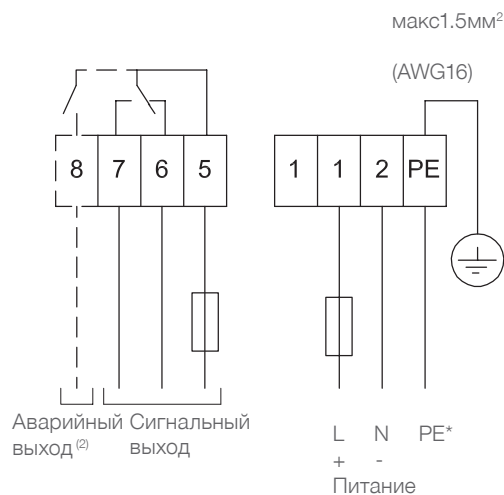 макс1.5мм²
(AWG16)
8 7 6 5 1 1 2 PE
Аварийный Сигнальный
выход (2) выход
L N PE*
+ -
Питание